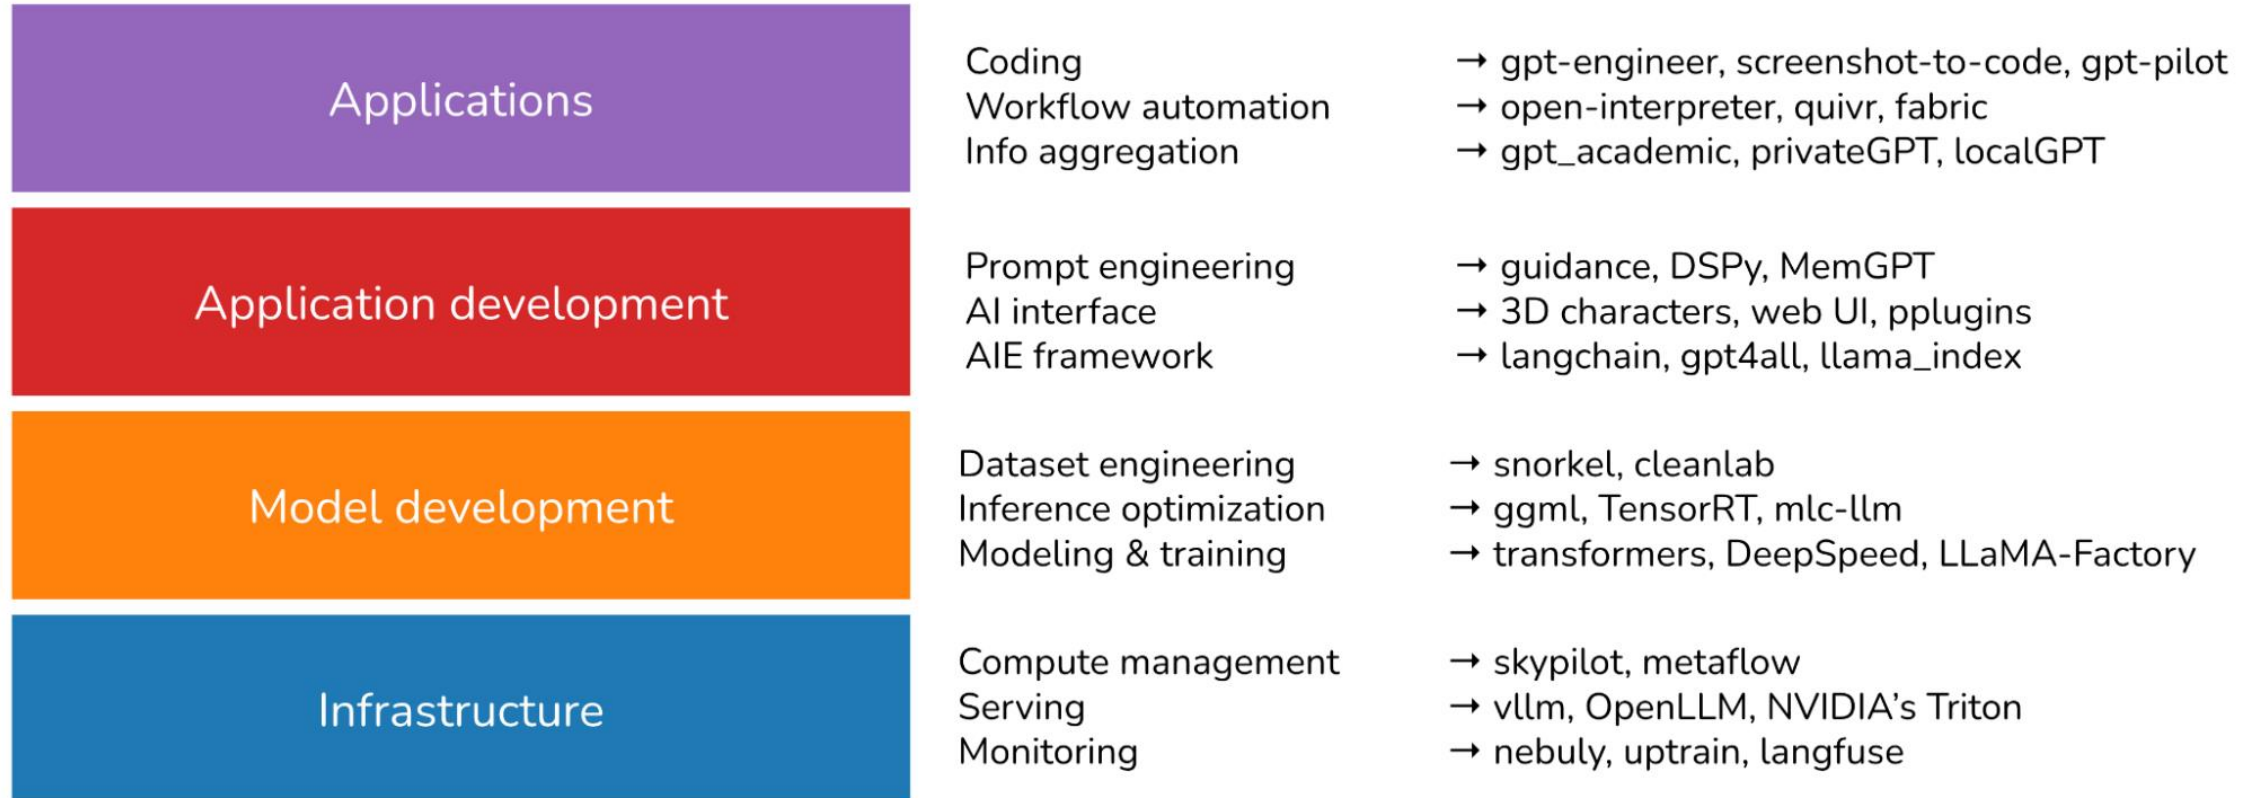 Applications
Coding → gpt-engineer, screenshot-to-code, gpt-pilot
Workflow automation → open-interpreter, quivr, fabric
Info aggregation → gpt_academic, privateGPT, localGPT
Application development
Prompt engineering → guidance, DSPy, MemGPT
AI interface → 3D characters, web UI, pplugins
AIE framework → langchain, gpt4all, llama_index
Model development
Dataset engineering → snorkel, cleanlab
Inference optimization → ggml, TensorRT, mlc-llm
Modeling & training → transformers, DeepSpeed, LLaMA-Factory
Infrastructure
Compute management → skypilot, metaflow
Serving → vllm, OpenLLM, NVIDIA’s Triton
Monitoring → nebuly, uptrain, langfuse